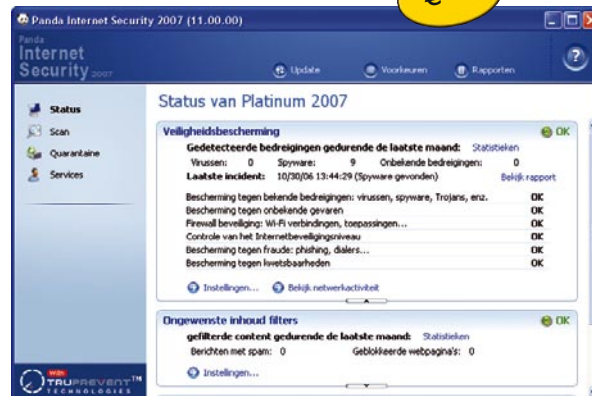 Panda Internet Security 2007 (11.00.00)
Panda
Internet
Security 2007
Update
Voorkeuren
Rapporten
?
Status
Scan
Quarantaine
Services
Status van Platinum 2007
Veiligheidsbescherming
OK
Gedetecteerde bedreigingen gedurende de laatste maand: Statistieken
Virussen: 0 Spyware: 9 Onbekende bedreigingen: 0
Laatste incident: 10/30/06 13:44:29 (Spyware gevonden) Bekijk rapport
Bescherming tegen bekende bedreigingen: virussen, spyware, Trojans, enz. OK
Bescherming tegen onbekende gevaren OK
Firewall beveiliging: Wi-Fi verbindingen, toepassingen... OK
Controle van het Internetbeveiligingsniveau OK
Bescherming tegen fraude: phishing, dialers... OK
Bescherming tegen kwetsbaarheden OK
Instellingen... Bekijk netwerkactiviteit
Ongewenste inhoud filters
OK
gefilterde content gedurende de laatste maand: Statistieken
Berichten met spam: 0 Geblokkeerde webpagina's: 0
Instellingen...
With
TRUPREVENT™
TECHNOLOGIES